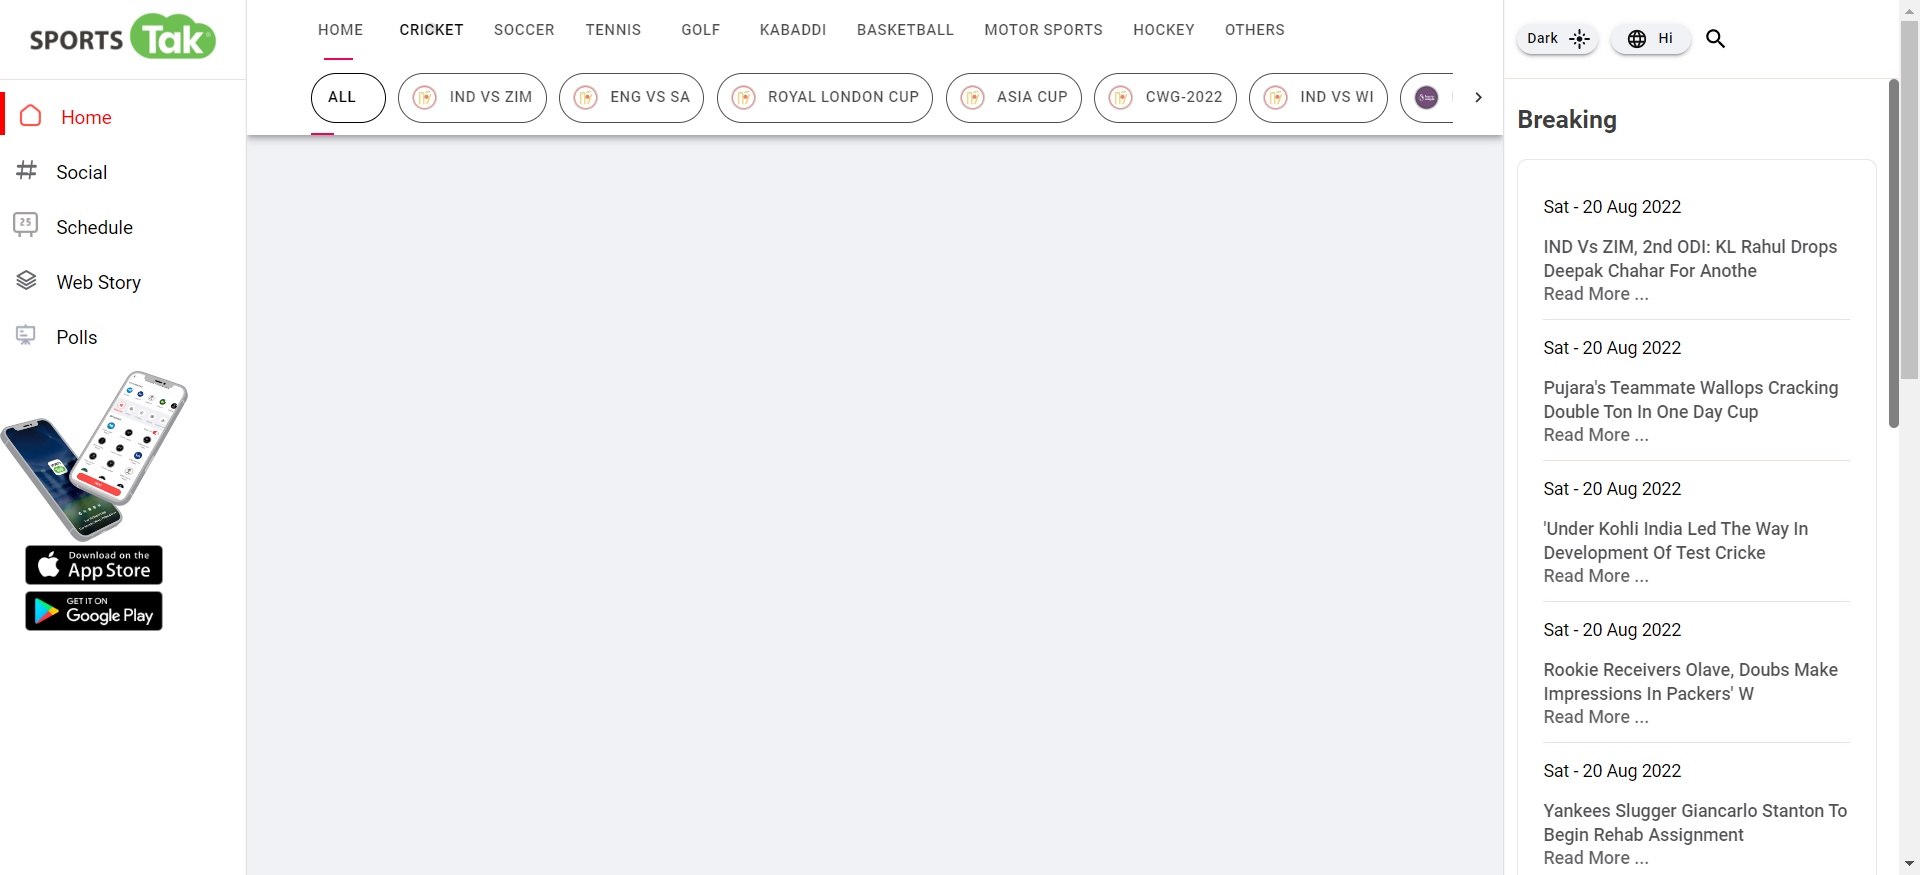 SPORTS Tak
Home
Social
25
Schedule
Web Story
Polls
Download on the
App Store
GET IT ON
Google Play
HOME CRICKET SOCCER TENNIS GOLF KABADDI BASKETBALL MOTOR SPORTS HOCKEY OTHERS
ALL IND VS ZIM ENG VS SA ROYAL LONDON CUP ASIA CUP CWG-2022 IND VS WI
Dark Hi
Breaking
Sat - 20 Aug 2022
IND Vs ZIM, 2nd ODI: KL Rahul Drops
Deepak Chahar For Anothe
Read More ...
Sat - 20 Aug 2022
Pujara's Teammate Wallops Cracking
Double Ton In One Day Cup
Read More ...
Sat - 20 Aug 2022
'Under Kohli India Led The Way In
Development Of Test Cricke
Read More ...
Sat - 20 Aug 2022
Rookie Receivers Olave, Doubs Make
Impressions In Packers' W
Read More ...
Sat - 20 Aug 2022
Yankees Slugger Giancarlo Stanton To
Begin Rehab Assignment
Read More ...